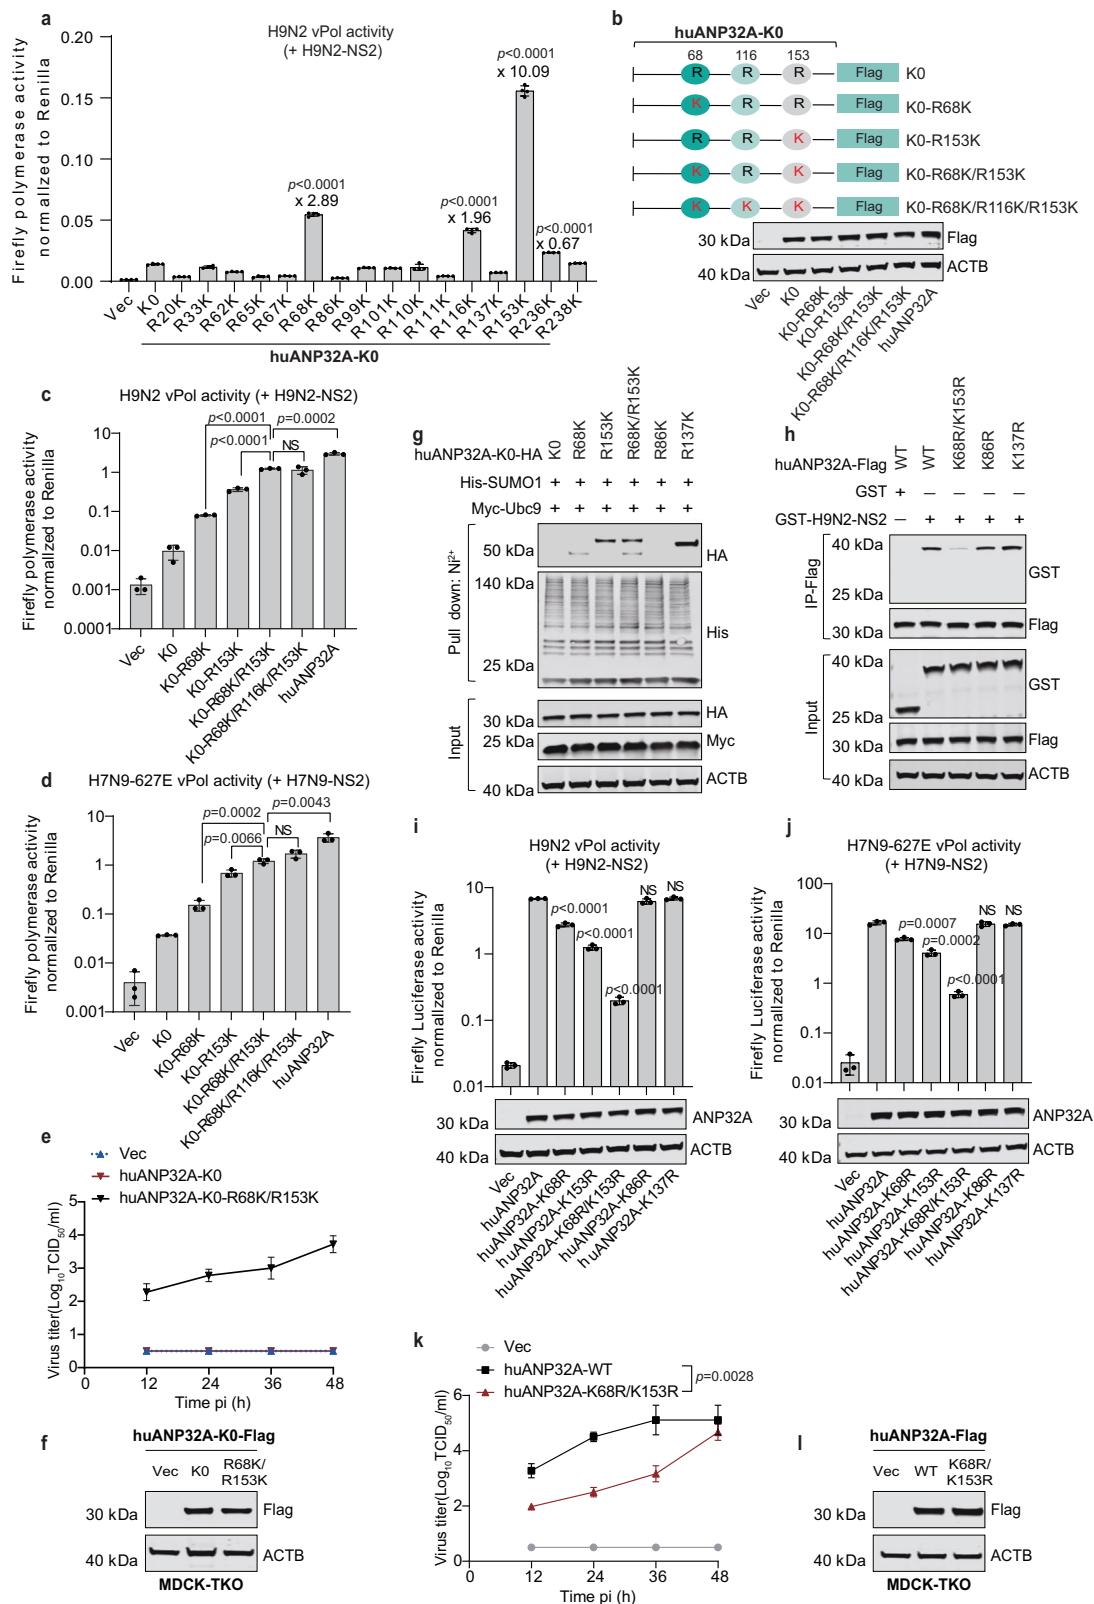 a
H9N2 vPol activity
(+ H9N2-NS2)
Firefly polymerase activity
normalized to Renilla
0.20
0.15
0.10
0.05
0.00
p<0.0001
x 2.89
p<0.0001
x 1.96
p<0.0001
x 10.09
p<0.0001
x 0.67
Vec
K0
R20K
R33K
R62K
R65K
R67K
R68K
R86K
R99K
R101K
R110K
R111K
R116K
R137K
R153K
R236K
R238K
huANP32A-K0
b
huANP32A-K0
68 116 153
R R R Flag K0
K R R Flag K0-R68K
R R K Flag K0-R153K
K R K Flag K0-R68K/R153K
K K K Flag K0-R68K/R116K/R153K
30 kDa Flag
40 kDa ACTB
Vec
K0
K0-R68K
K0-R153K
K0-R68K/R153K
K0-R68K/R116K/R153K
huANP32A
c
H9N2 vPol activity (+ H9N2-NS2)
Firefly polymerase activity
normalized to Renilla
10
1
0.1
0.01
0.001
0.0001
p<0.0001
p=0.0002
p<0.0001
NS
Vec
K0
K0-R68K
K0-R153K
K0-R68K/R153K
K0-R68K/R116K/R153K
huANP32A
d
H7N9-627E vPol activity (+ H7N9-NS2)
Firefly polymerase activity
normalized to Renilla
10
1
0.1
0.01
0.001
p=0.0043
p=0.0002
p=0.0066
NS
Vec
K0
K0-R68K
K0-R153K
K0-R68K/R153K
K0-R68K/R116K/R153K
huANP32A
e
Vec
huANP32A-K0
huANP32A-K0-R68K/R153K
Virus titer(Log10TCID50/ml)
5
4
3
2
1
0
0 12 24 36 48
Time pi (h)
f
huANP32A-K0-Flag
Vec K0 R68K/
R153K
30 kDa Flag
40 kDa ACTB
MDCK-TKO
g
huANP32A-K0-HA
K0
R68K
R153K
R68K/R153K
R86K
R137K
His-SUMO1 + + + + + +
Myc-Ubc9 + + + + + +
Pull down: Ni2+
50 kDa HA
140 kDa
His
25 kDa
Input
30 kDa HA
25 kDa Myc
40 kDa ACTB
h
huANP32A-Flag
WT
WT
K68R/K153R
K86R
K137R
GST + – – – –
GST-H9N2-NS2 – + + + +
IP-Flag
40 kDa
GST
25 kDa
30 kDa Flag
Input
40 kDa
GST
25 kDa
30 kDa Flag
40 kDa ACTB
i
H9N2 vPol activity
(+ H9N2-NS2)
Firefly Luciferase activity
normalized to Renilla
10
1
0.1
0.01
p<0.0001
p<0.0001
p<0.0001
NS
NS
30 kDa ANP32A
40 kDa ACTB
Vec
huANP32A
huANP32A-K68R
huANP32A-K153R
huANP32A-K68R/K153R
huANP32A-K86R
huANP32A-K137R
j
H7N9-627E vPol activity
(+ H7N9-NS2)
Firefly Luciferase activity
normalized to Renilla
100
10
1
0.1
0.01
p=0.0007
p=0.0002
p<0.0001
NS
NS
30 kDa ANP32A
40 kDa ACTB
Vec
huANP32A
huANP32A-K68R
huANP32A-K153R
huANP32A-K68R/K153R
huANP32A-K86R
huANP32A-K137R
k
Vec
huANP32A-WT
huANP32A-K68R/K153R
p=0.0028
Virus titer(Log10TCID50/ml)
6
4
2
0
0 12 24 36 48
Time pi (h)
l
huANP32A-Flag
Vec WT K68R/
K153R
30 kDa Flag
40 kDa ACTB
MDCK-TKO